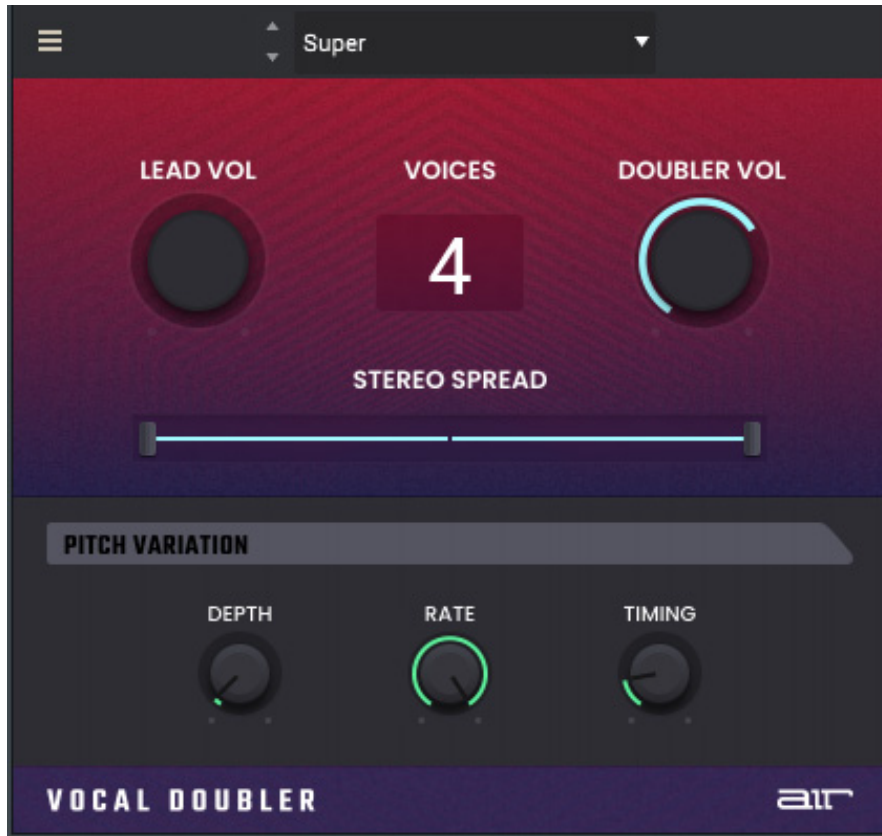 Super
LEAD VOL
VOICES
DOUBLER VOL
4
STEREO SPREAD
PITCH VARIATION
DEPTH
RATE
TIMING
VOCAL DOUBLER
air